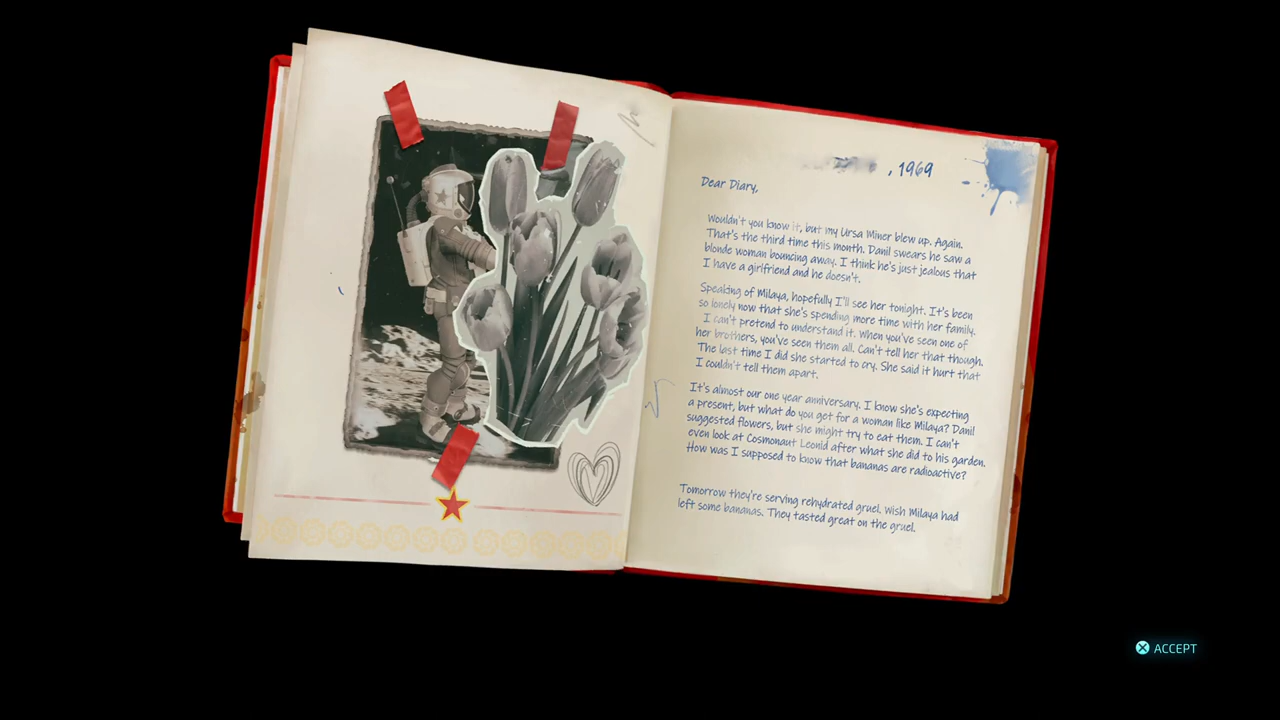 , 1969
Dear Diary,
Wouldn't you know it, but my Ursa Miner blew up. Again.
That's the third time this month. Danil swears he saw a
blonde woman bouncing away. I think he's just jealous that
I have a girlfriend and he doesn't.
Speaking of Milaya, hopefully I'll see her tonight. It's been
so lonely now that she's spending more time with her family.
I can't pretend to understand it. When you've seen one of
her brothers, you've seen them all. Can't tell her that though.
The last time I did she started to cry. She said it hurt that
I couldn't tell them apart.
It's almost our one year anniversary. I know she's expecting
a present, but what do you get for a woman like Milaya? Danil
suggested flowers, but she might try to eat them. I can't
even look at Cosmonaut Leonid after what she did to his garden.
How was I supposed to know that bananas are radioactive?
Tomorrow they're serving rehydrated gruel. Wish Milaya had
left some bananas. They tasted great on the gruel.
ACCEPT